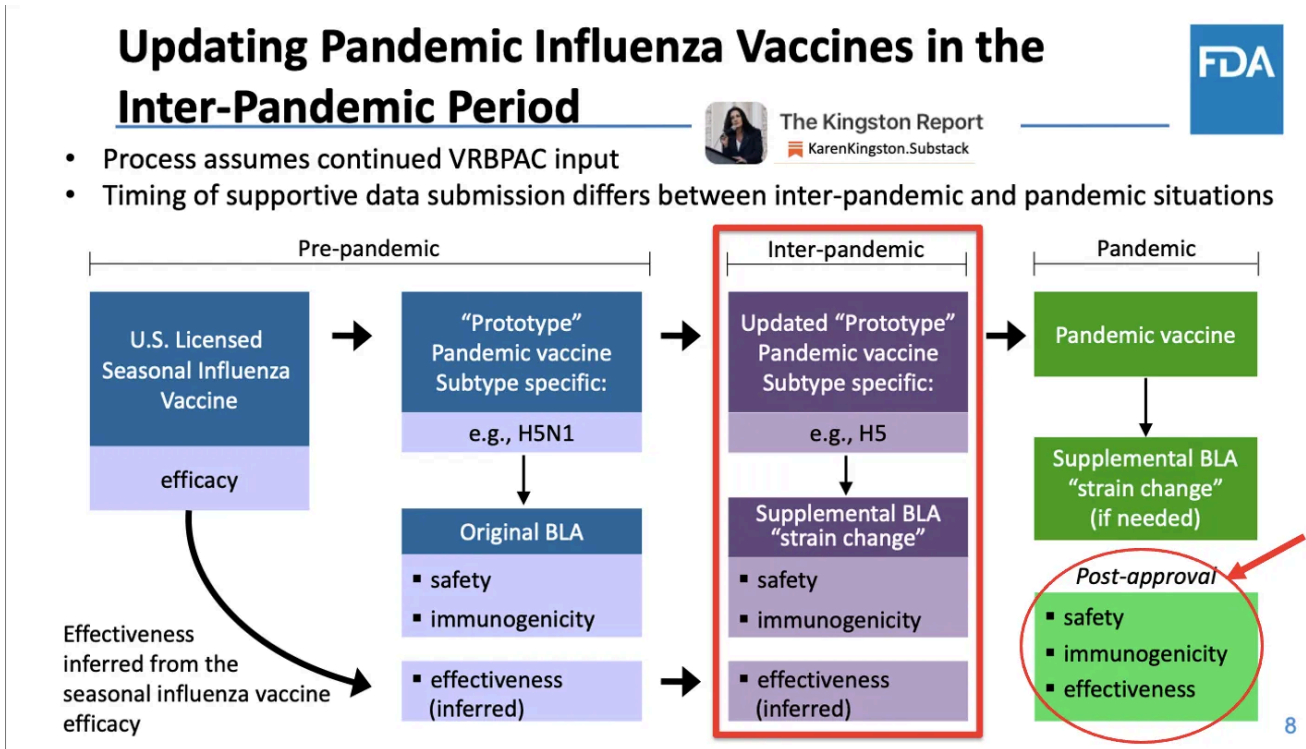 Updating Pandemic Influenza Vaccines in the
Inter-Pandemic Period
FDA
The Kingston Report
KarenKingston.Substack
• Process assumes continued VRBPAC input
• Timing of supportive data submission differs between inter-pandemic and pandemic situations
Pre-pandemic
U.S. Licensed
Seasonal Influenza
Vaccine
efficacy
"Prototype"
Pandemic vaccine
Subtype specific:
e.g., H5N1
Original BLA
▪ safety
▪ immunogenicity
▪ effectiveness
(inferred)
Effectiveness
inferred from the
seasonal influenza vaccine
efficacy
Inter-pandemic
Updated "Prototype"
Pandemic vaccine
Subtype specific:
e.g., H5
Supplemental BLA
"strain change"
▪ safety
▪ immunogenicity
▪ effectiveness
(inferred)
Pandemic
Pandemic vaccine
Supplemental BLA
"strain change"
(if needed)
Post-approval
▪ safety
▪ immunogenicity
▪ effectiveness
8